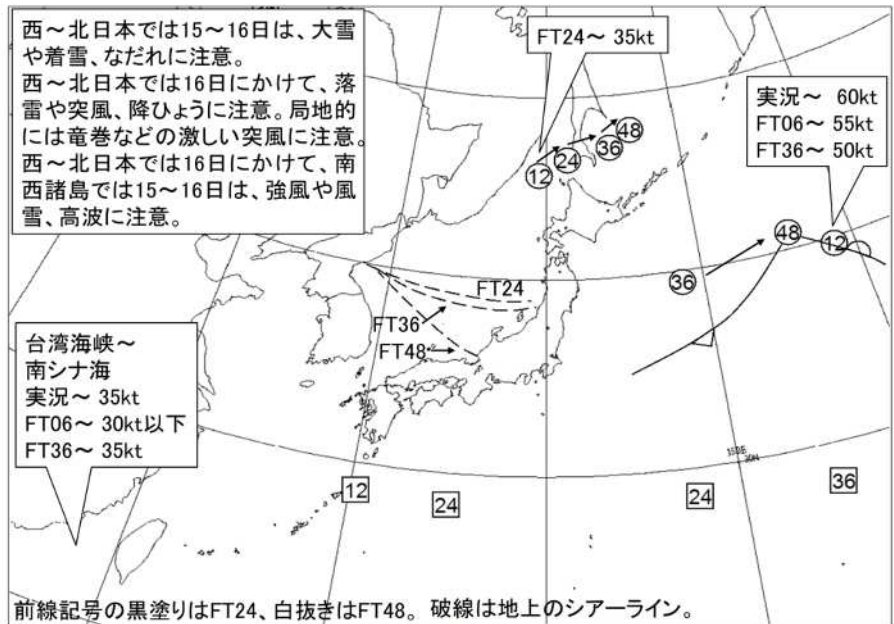 西～北日本では15～16日は、大雪
や着雪、なだれに注意。
西～北日本では16日にかけて、落
雷や突風、降ひょうに注意。局地的
には竜巻などの激しい突風に注意。
西～北日本では16日にかけて、南
西諸島では15～16日は、強風や風
雪、高波に注意。
FT24～ 35kt
実況～ 60kt
FT06～ 55kt
FT36～ 50kt
12
24
36
48
48
12
36
FT24
FT36
FT48
台湾海峡～
南シナ海
実況～ 35kt
FT06～ 30kt以下
FT36～ 35kt
12
24
24
36
前線記号の黒塗りはFT24、白抜きはFT48。 破線は地上のシアーライン。